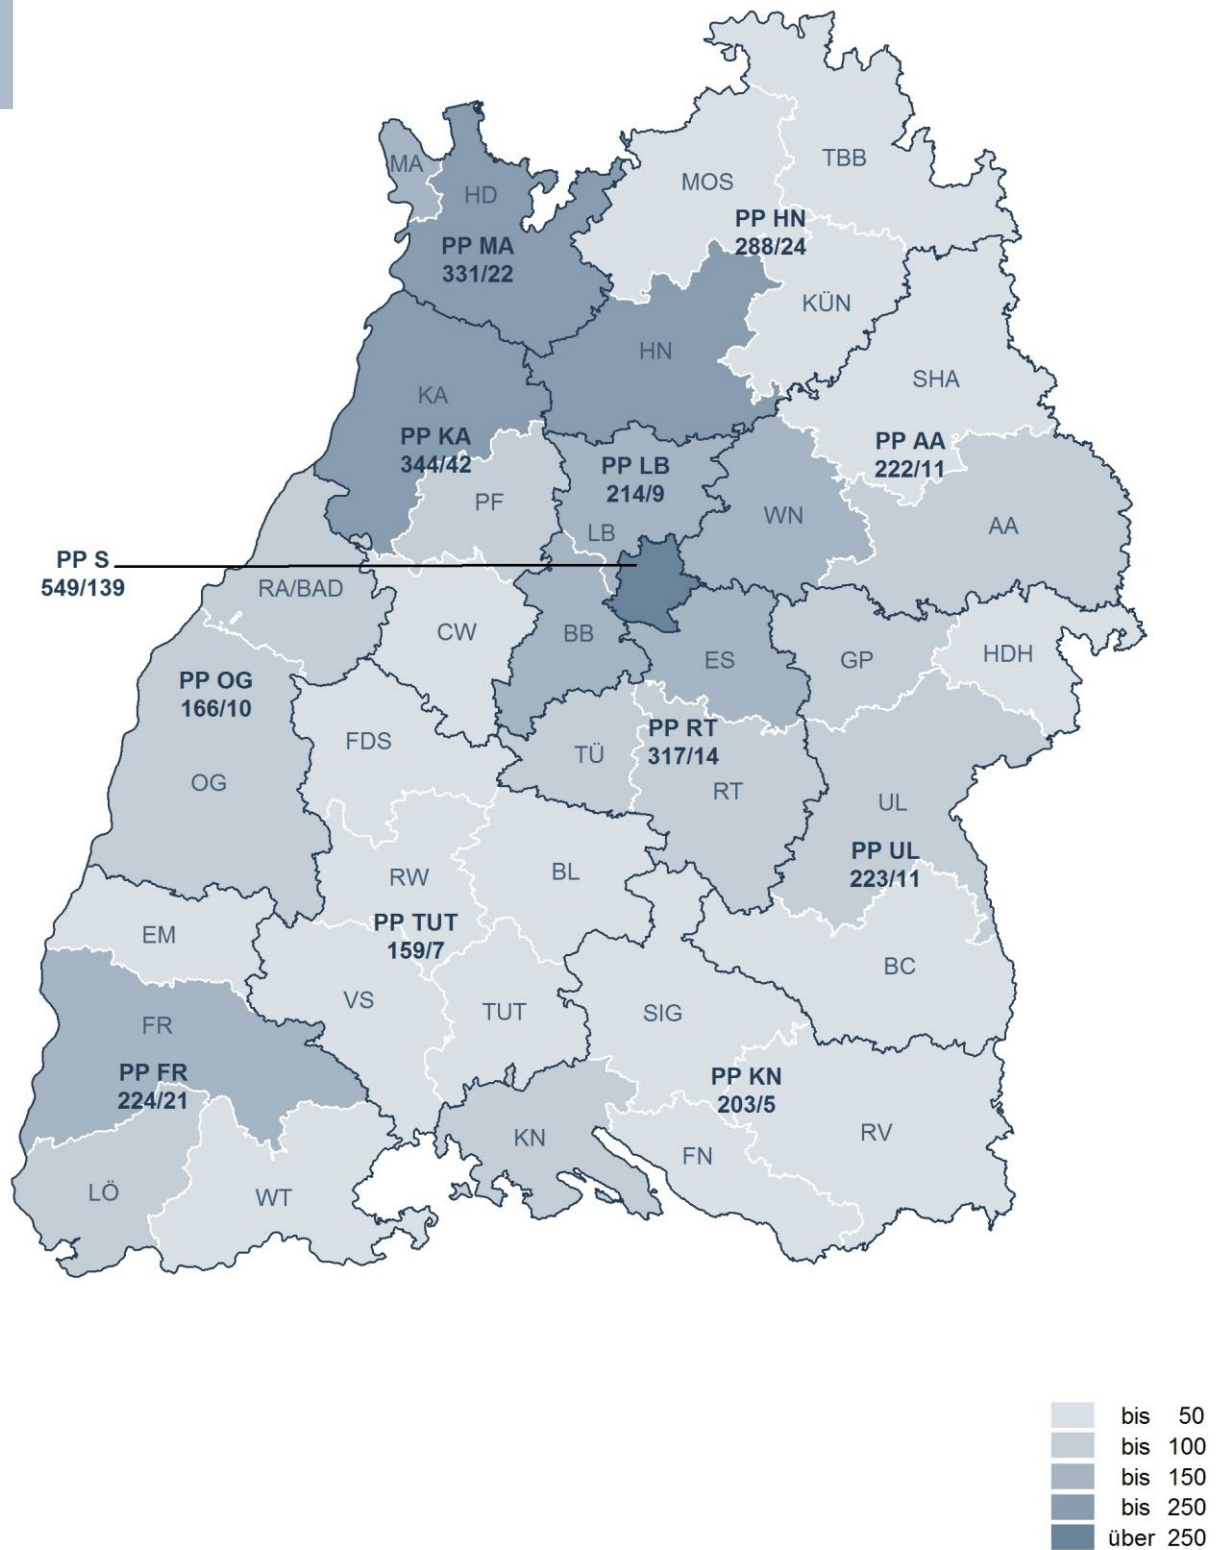 TBB
MA
MOS
HD
PP HN
288/24
PP MA
331/22
KÜN
HN
SHA
KA
PP KA
344/42
PP AA
222/11
PP LB
214/9
PF
WN
AA
LB
PP S
549/139
RA/BAD
CW
BB
ES
GP
HDH
PP OG
166/10
FDS
TÜ
PP RT
317/14
OG
RT
UL
PP UL
223/11
RW
BL
PP TUT
159/7
EM
BC
VS
TUT
SIG
FR
PP FR
224/21
PP KN
203/5
KN
RV
FN
LÖ
WT
bis 50
bis 100
bis 150
bis 250
über 250